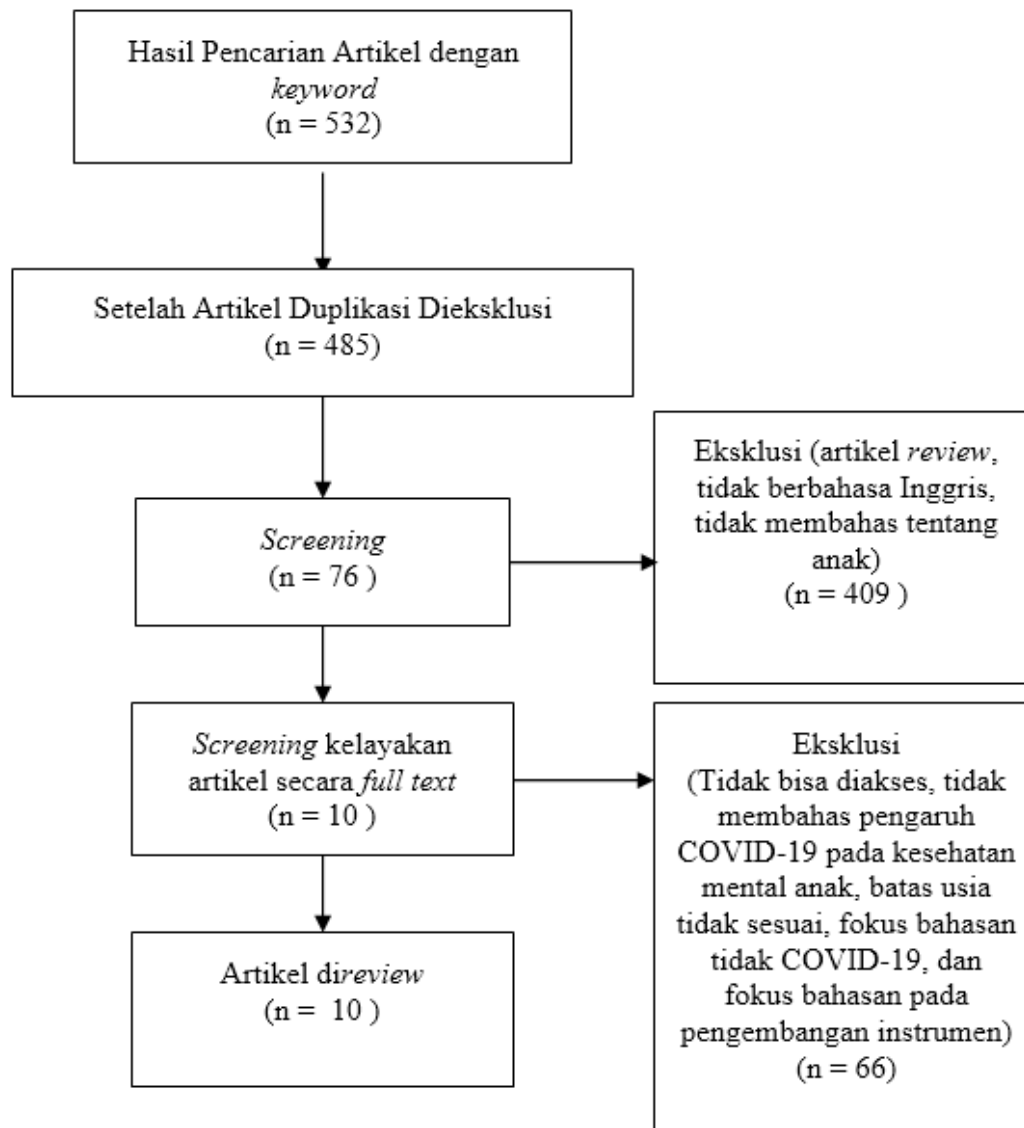 Hasil Pencarian Artikel dengan
keyword
(n = 532)
Setelah Artikel Duplikasi Dieksklusi
(n = 485)
Screening
(n = 76 )
Eksklusi (artikel review,
tidak berbahasa Inggris,
tidak membahas tentang
anak)
(n = 409 )
Screening kelayakan
artikel secara full text
(n = 10 )
Eksklusi
(Tidak bisa diakses, tidak
membahas pengaruh
COVID-19 pada kesehatan
mental anak, batas usia
tidak sesuai, fokus bahasan
tidak COVID-19, dan
fokus bahasan pada
pengembangan instrumen)
(n = 66)
Artikel direview
(n =  10 )